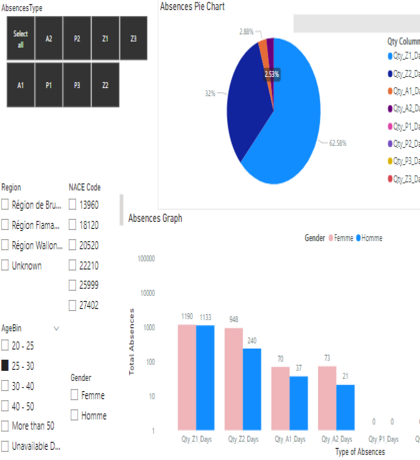 AbsencesType
Select all
A2
P2
Z1
Z3
A1
P1
P3
Z2
Absences Pie Chart
2.88%
2.53%
32%
62.58%
Qty Column
Qty_Z1_Da
Qty_Z2_Da
Qty_A1_Da
Qty_A2_Da
Qty_P1_Da
Qty_P2_Da
Qty_P3_Da
Qty_Z3_Da
Region
Région de Bru...
Région Flama...
Région Wallon...
Unknown
NACE Code
13960
18120
20520
22210
25999
27402
AgeBin
20 - 25
25 - 30
30 - 40
40 - 50
More than 50
Unavailable D...
Gender
Femme
Homme
Absences Graph
Gender Femme Homme
Total Absences
100000
10000
1000
100
10
1
1190 1133
948
240
70
37
73
21
0 0
Qty Z1 Days
Qty Z2 Days
Qty A1 Days
Qty A2 Days
Qty P1 Days
Type of Absences